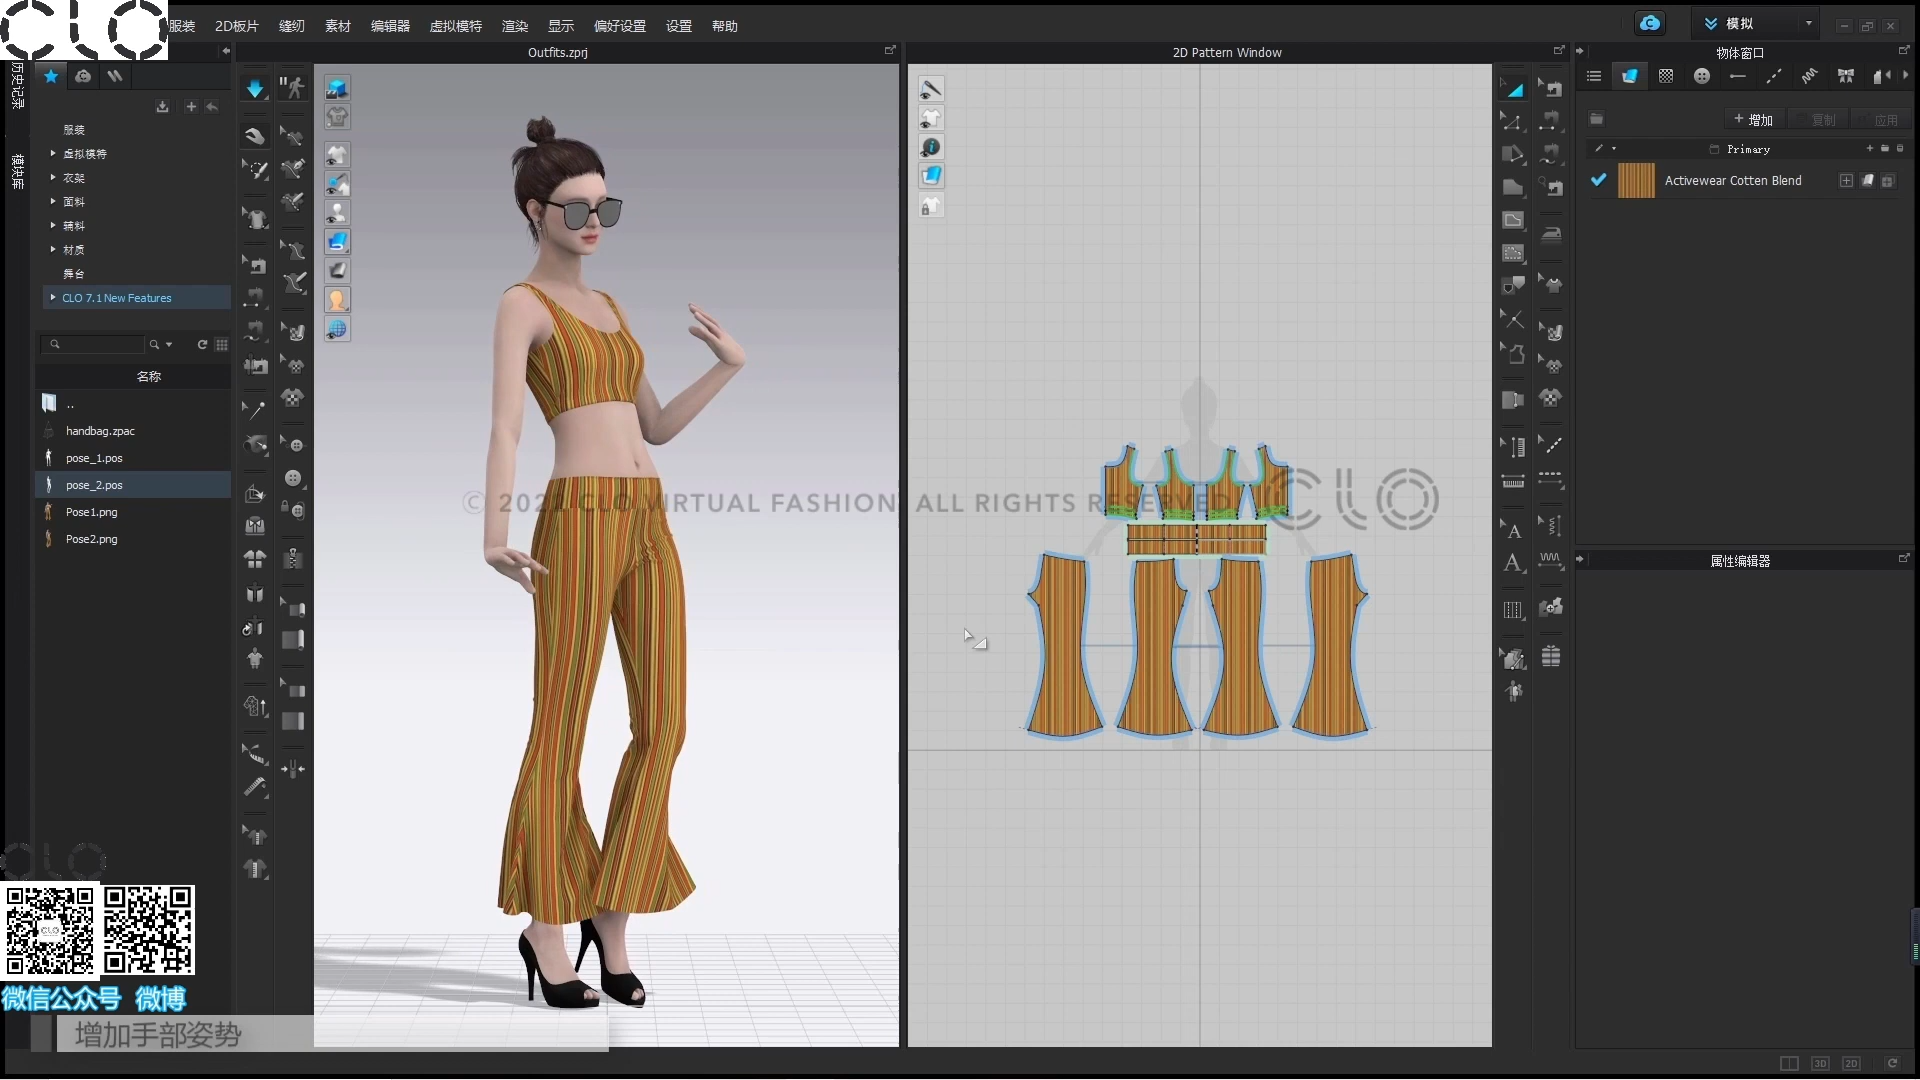 CLO
服装 2D板片 缝纫 素材 编辑器 虚拟模特 渲染 显示 偏好设置 设置 帮助
模拟
历史记录
模块库
Outfits.zprj
2D Pattern Window
物体窗口
服装
虚拟模特
衣架
面料
辅料
材质
舞台
CLO 7.1 New Features
名称
..
handbag.zpac
pose_1.pos
pose_2.pos
Pose1.png
Pose2.png
+ 增加 复制 应用
Primary
Activewear Cotten Blend
属性编辑器
© 2021 CLO VIRTUAL FASHION ALL RIGHTS RESERVED CLO
A
A
CLO
CLO
微信公众号 微博
增加手部姿势
3D 2D